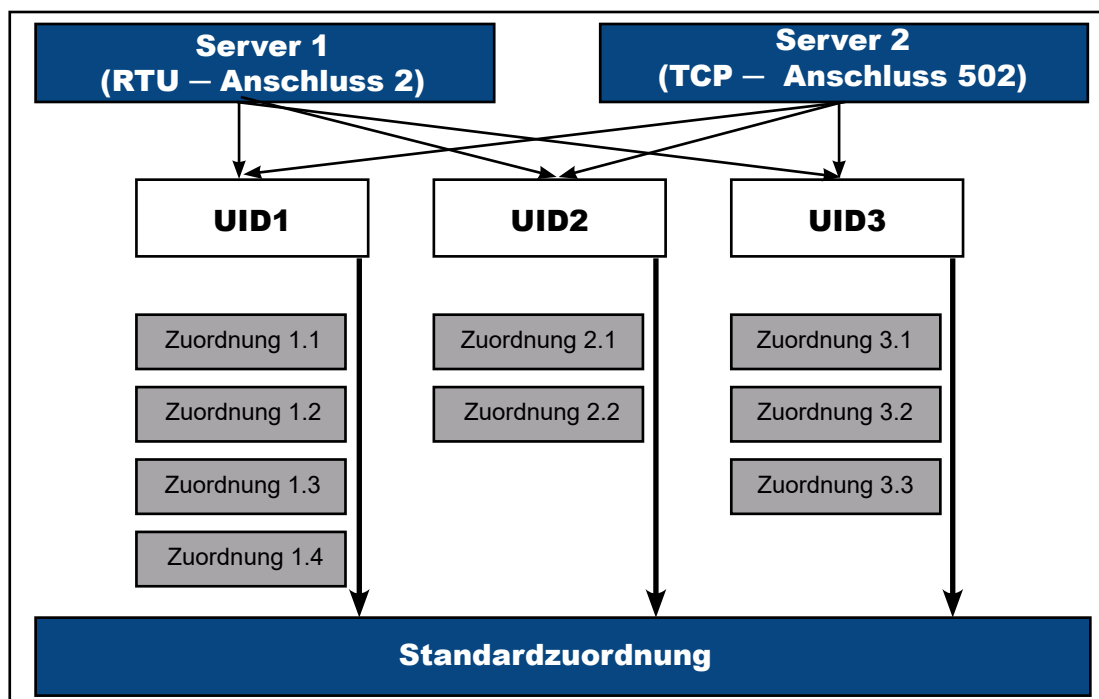 Server 1
(RTU — Anschluss 2)
Server 2
(TCP — Anschluss 502)
UID1
UID2
UID3
Zuordnung 1.1
Zuordnung 2.1
Zuordnung 3.1
Zuordnung 1.2
Zuordnung 2.2
Zuordnung 3.2
Zuordnung 1.3
Zuordnung 3.3
Zuordnung 1.4
Standardzuordnung